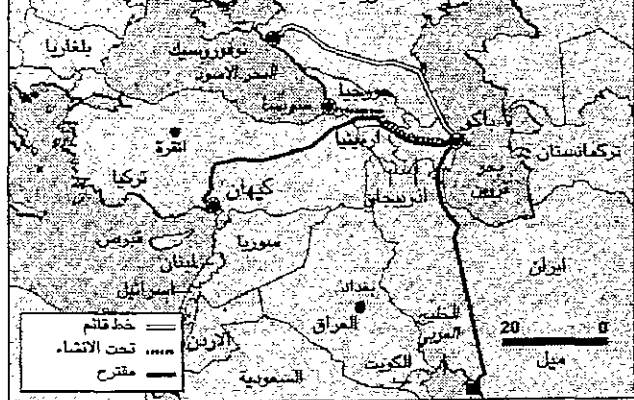 بلغاريا
نوفوروسيك
البحر الاسود
جورجيا
سوبسا
باكو
انقرة
ارمينيا
تركمانستان
تركيا
كيهان
اذربيجان
بحر
قزوين
قبرص
سوريا
لبنان
ايران
اسرائيل
بغداد
العراق
الخليج
العربي
الاردن
الكويت
السعودية
20 0
ميل
خط قائم
تحت الانشاء
مقترح